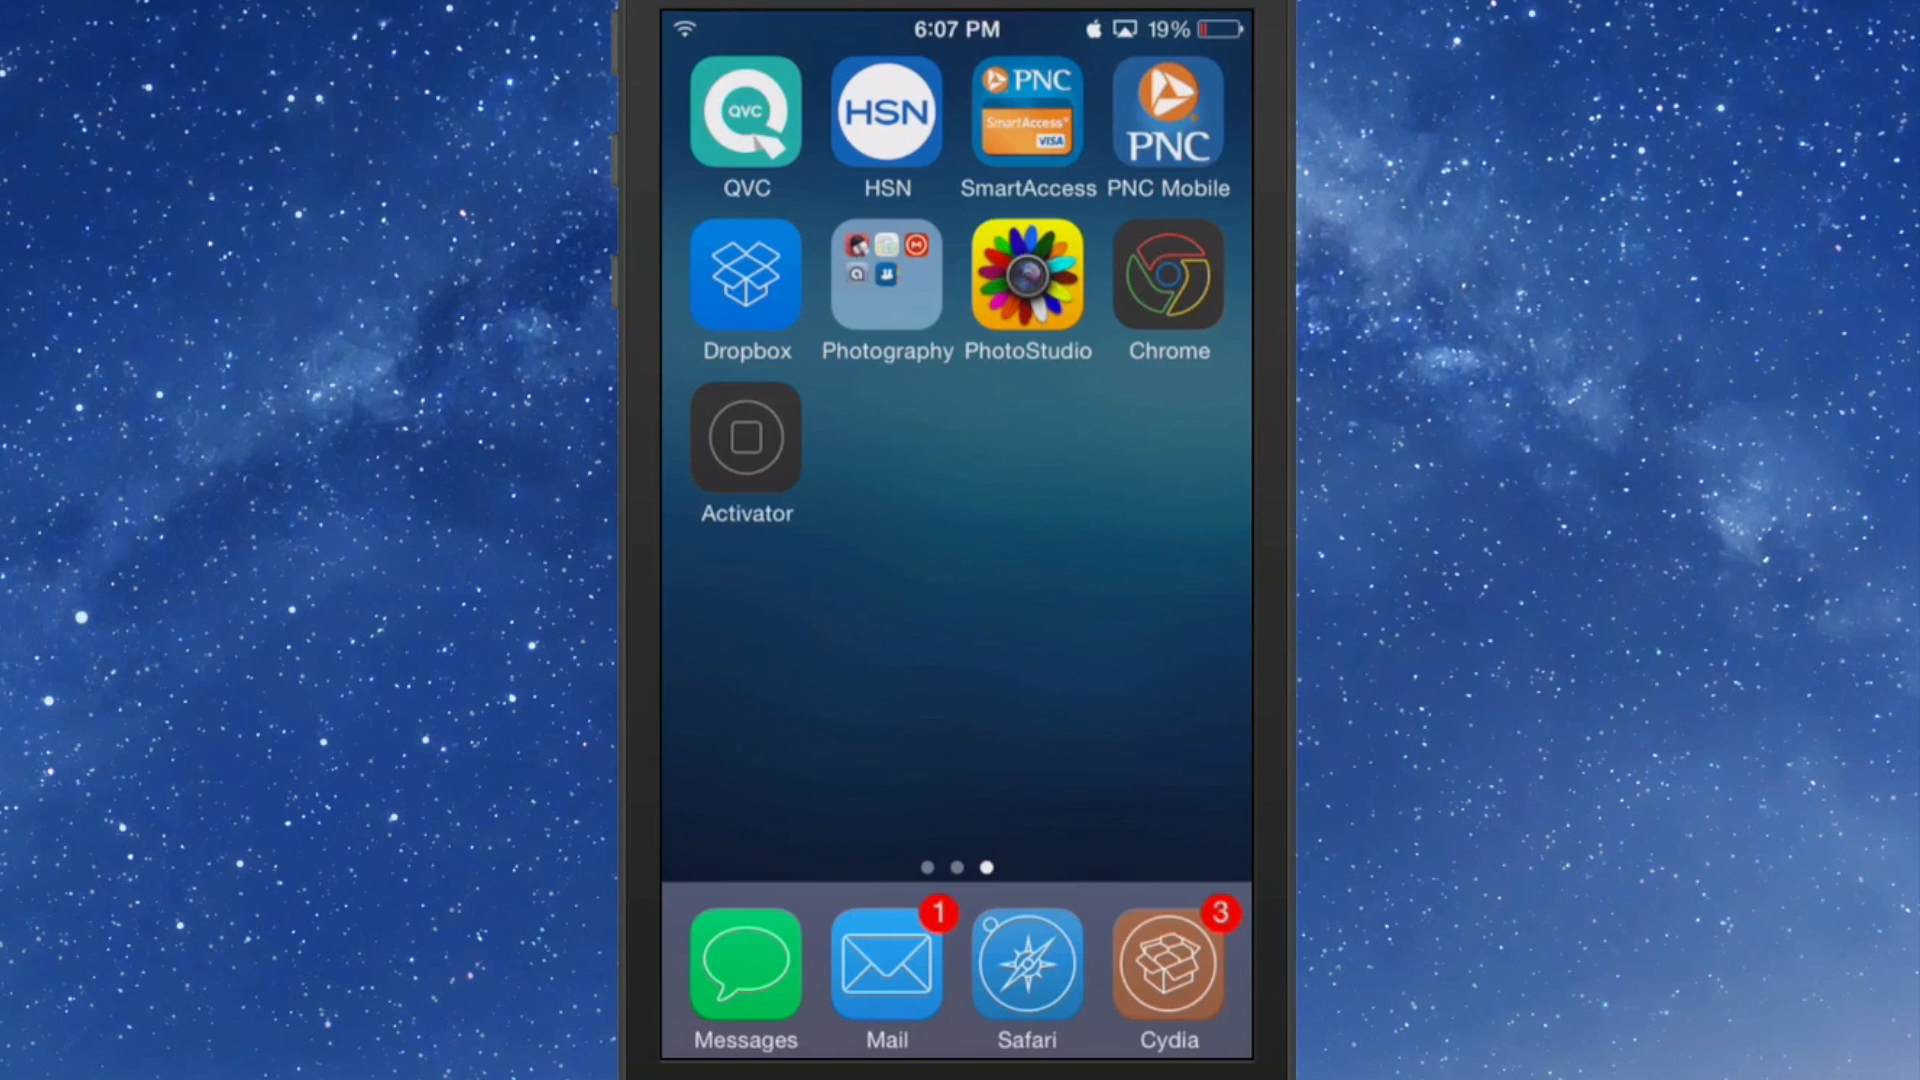 6:07 PM 19%
QVC HSN PNC SmartAccess® VISA PNC
QVC HSN SmartAccess PNC Mobile
Dropbox Photography PhotoStudio Chrome
Activator
1 3
Messages Mail Safari Cydia